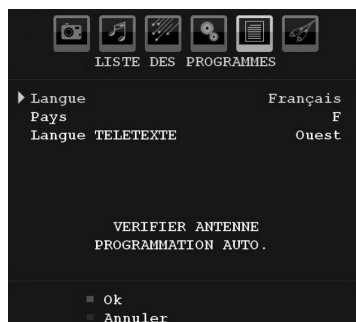 LISTE DES PROGRAMMES
Langue Français
Pays F
Langue TELETEXTE Ouest
VERIFIER ANTENNE
PROGRAMMATION AUTO.
Ok
Annuler